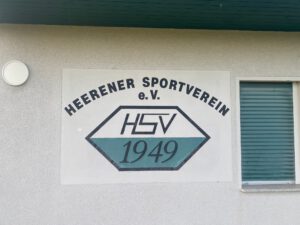 HEERENER SPORTVEREIN
e.V.
HSV
1949